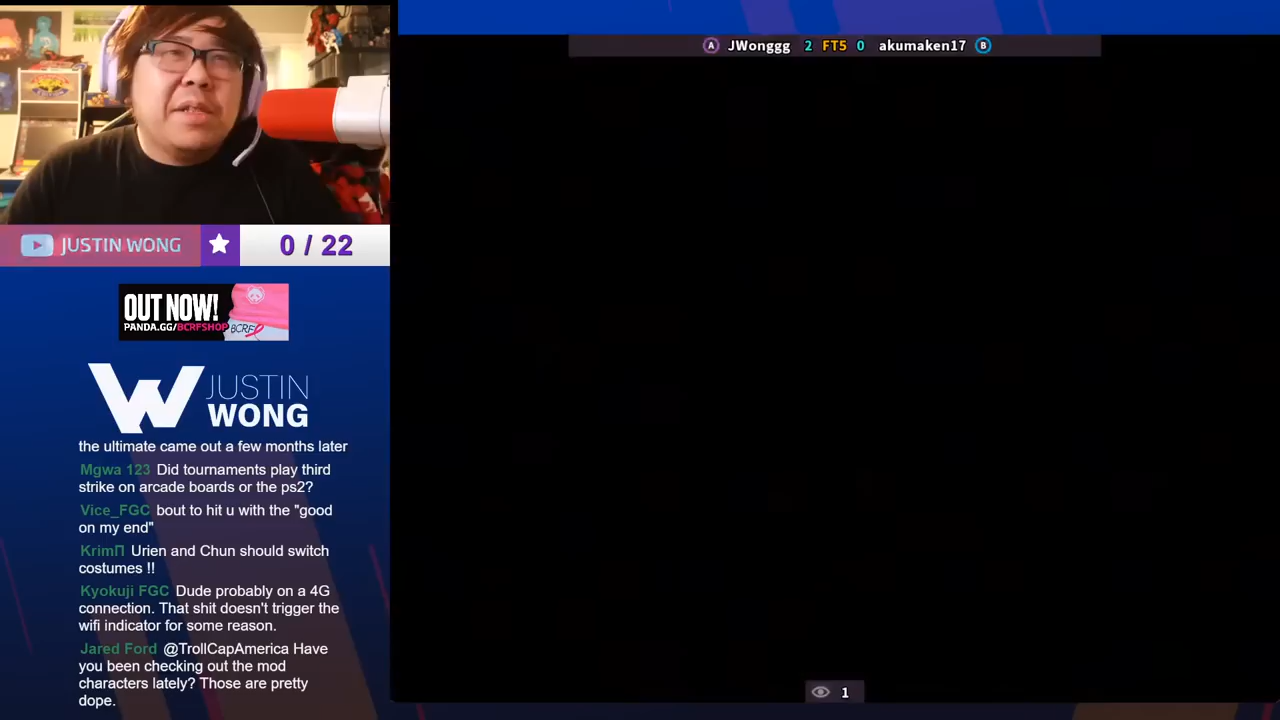 A JWonggg 2 FT5 0 akumaken17 B
JUSTIN WONG 0 / 22
OUT NOW!
PANDA.GG/BCRFSHOP
BCRF
JUSTIN
WONG
the ultimate came out a few months later
Mgwa 123 Did tournaments play third
strike on arcade boards or the ps2?
Vice_FGC bout to hit u with the "good
on my end"
KrimП Urien and Chun should switch
costumes !!
Kyokuji FGC Dude probably on a 4G
connection. That shit doesn't trigger the
wifi indicator for some reason.
Jared Ford @TrollCapAmerica Have
you been checking out the mod
characters lately? Those are pretty
dope.
1